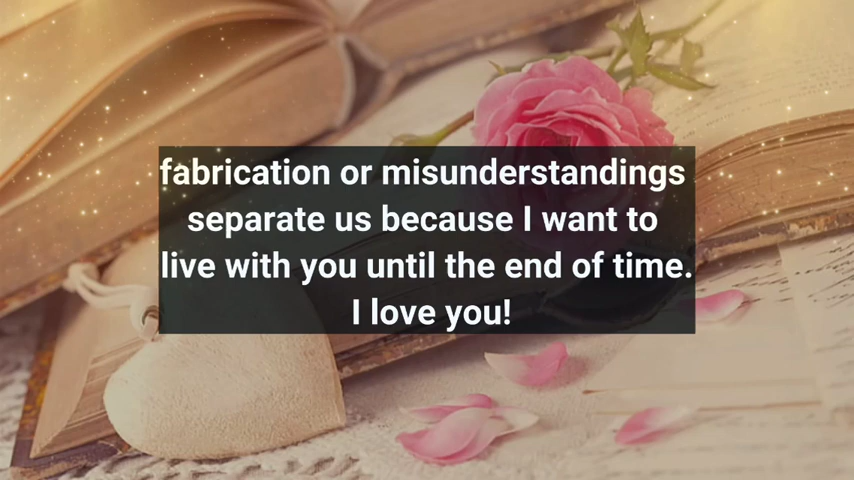 fabrication or misunderstandings
separate us because I want to
live with you until the end of time.
I love you!